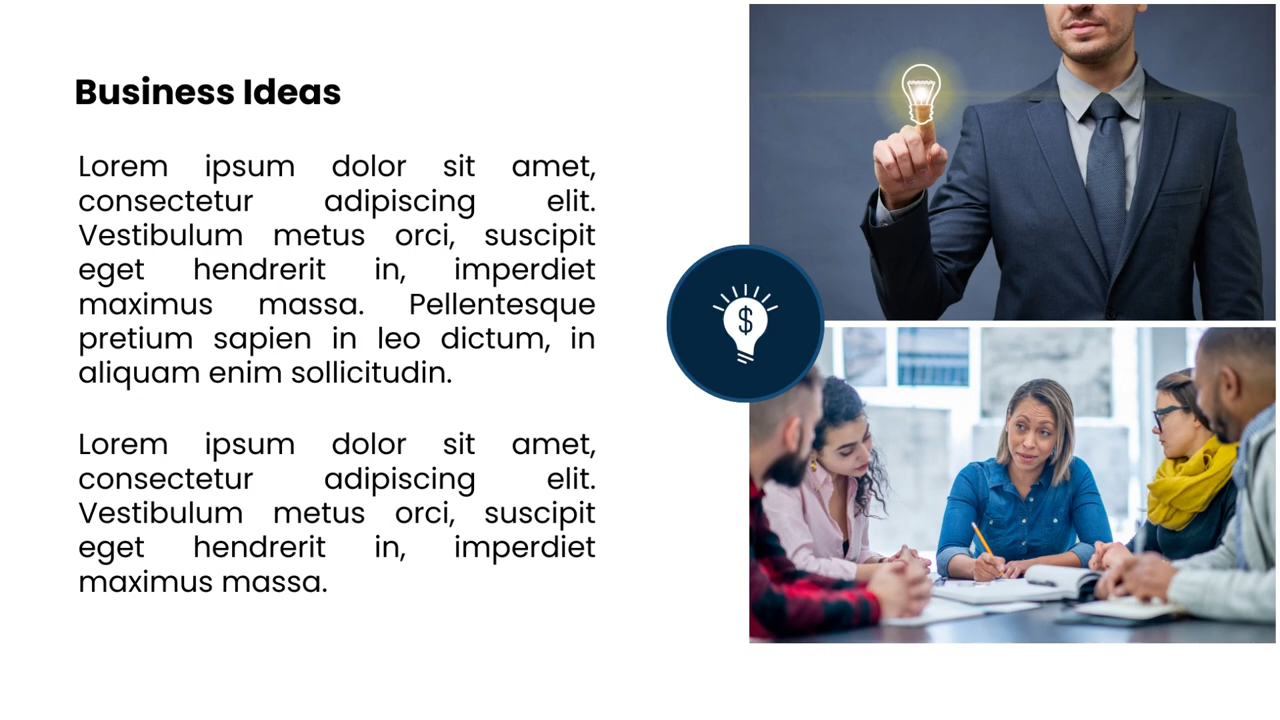 Business Ideas
Lorem ipsum dolor sit amet,
consectetur adipiscing elit.
Vestibulum metus orci, suscipit
eget hendrerit in, imperdiet
maximus massa. Pellentesque
pretium sapien in leo dictum, in
aliquam enim sollicitudin.
Lorem ipsum dolor sit amet,
consectetur adipiscing elit.
Vestibulum metus orci, suscipit
eget hendrerit in, imperdiet
maximus massa.
$